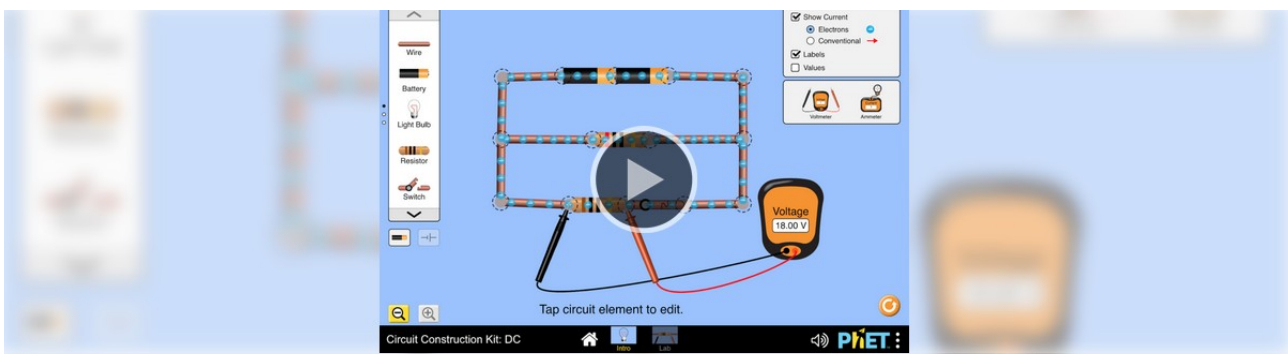 Show Current
Electrons
Conventional
Labels
Values
Wire
Battery
Light Bulb
Resistor
Switch
Voltmeter
Ammeter
C
Voltage
18.00 V
Tap circuit element to edit.
Circuit Construction Kit: DC
Intro
Lab
PhET